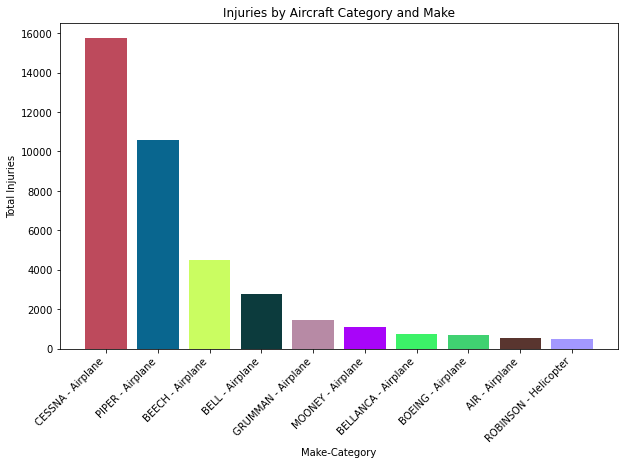 Injuries by Aircraft Category and Make
Total Injuries
16000
14000
12000
10000
8000
6000
4000
2000
0
CESSNA - Airplane
PIPER - Airplane
BEECH - Airplane
BELL - Airplane
GRUMMAN - Airplane
MOONEY - Airplane
BELLANCA - Airplane
BOEING - Airplane
AIR - Airplane
ROBINSON - Helicopter
Make-Category